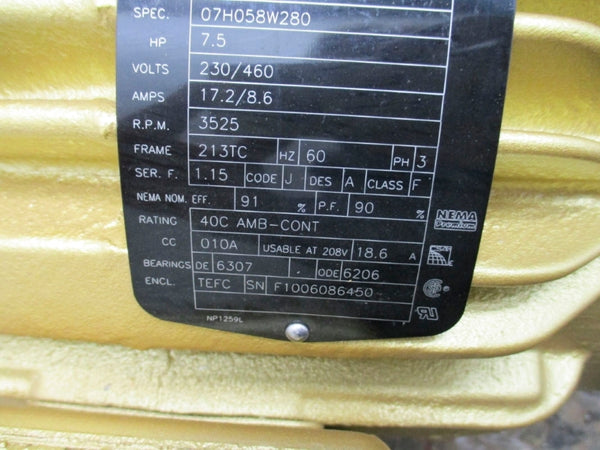 SPEC. 07H058W280
HP 7.5
VOLTS 230/460
AMPS 17.2/8.6
R.P.M. 3525
FRAME 213TC HZ 60 PH 3
SER. F. 1.15 CODE J DES A CLASS F
NEMA NOM. EFF. 91 % P.F. 90 %
RATING 40C AMB-CONT
NEMA
Premium
CC 010A USABLE AT 208V 18.6 A
BEARINGS DE 6307 ODE 6206
ENCL. TEFC SN F1006086450
NP1259L